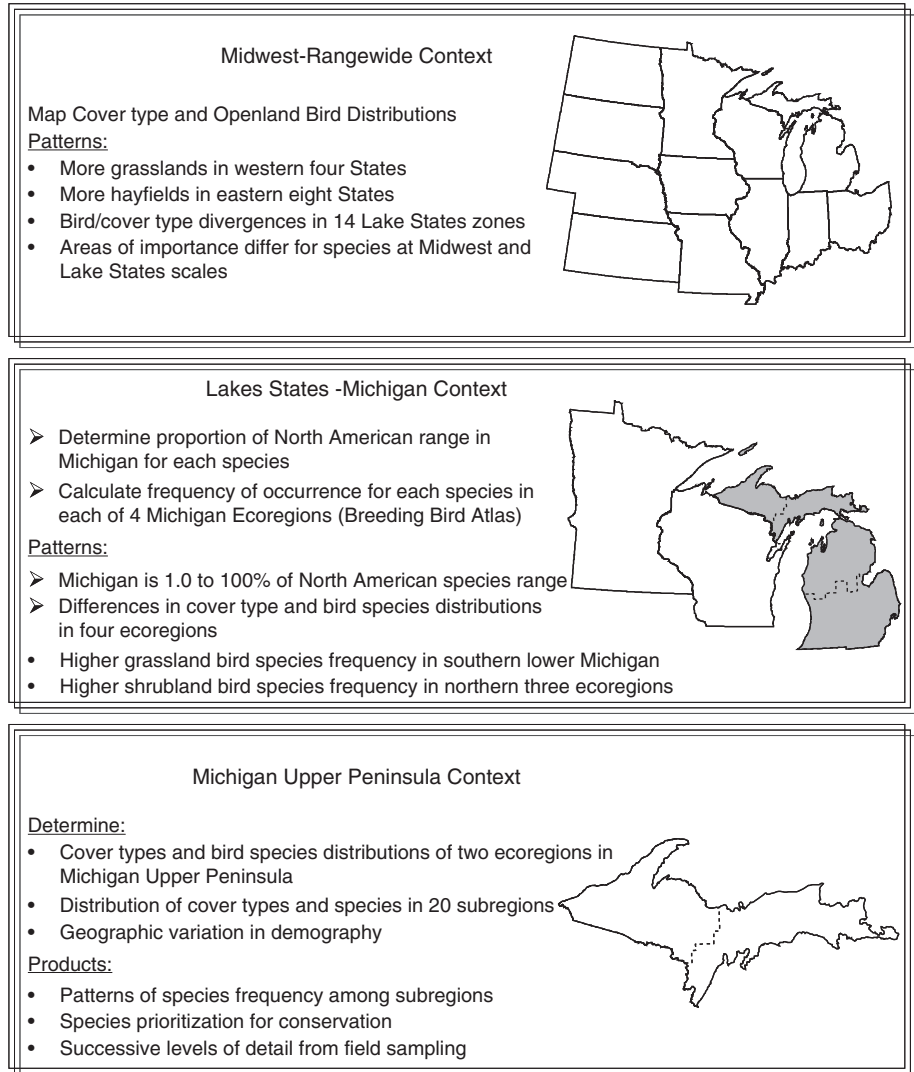 Midwest-Rangewide Context
Map Cover type and Openland Bird Distributions
Patterns:
• More grasslands in western four States
• More hayfields in eastern eight States
• Bird/cover type divergences in 14 Lake States zones
• Areas of importance differ for species at Midwest and
Lake States scales
Lakes States -Michigan Context
➢ Determine proportion of North American range in
Michigan for each species
➢ Calculate frequency of occurrence for each species in
each of 4 Michigan Ecoregions (Breeding Bird Atlas)
Patterns:
➢ Michigan is 1.0 to 100% of North American species range
➢ Differences in cover type and bird species distributions
in four ecoregions
• Higher grassland bird species frequency in southern lower Michigan
• Higher shrubland bird species frequency in northern three ecoregions
Michigan Upper Peninsula Context
Determine:
• Cover types and bird species distributions of two ecoregions in
Michigan Upper Peninsula
• Distribution of cover types and species in 20 subregions
• Geographic variation in demography
Products:
• Patterns of species frequency among subregions
• Species prioritization for conservation
• Successive levels of detail from field sampling